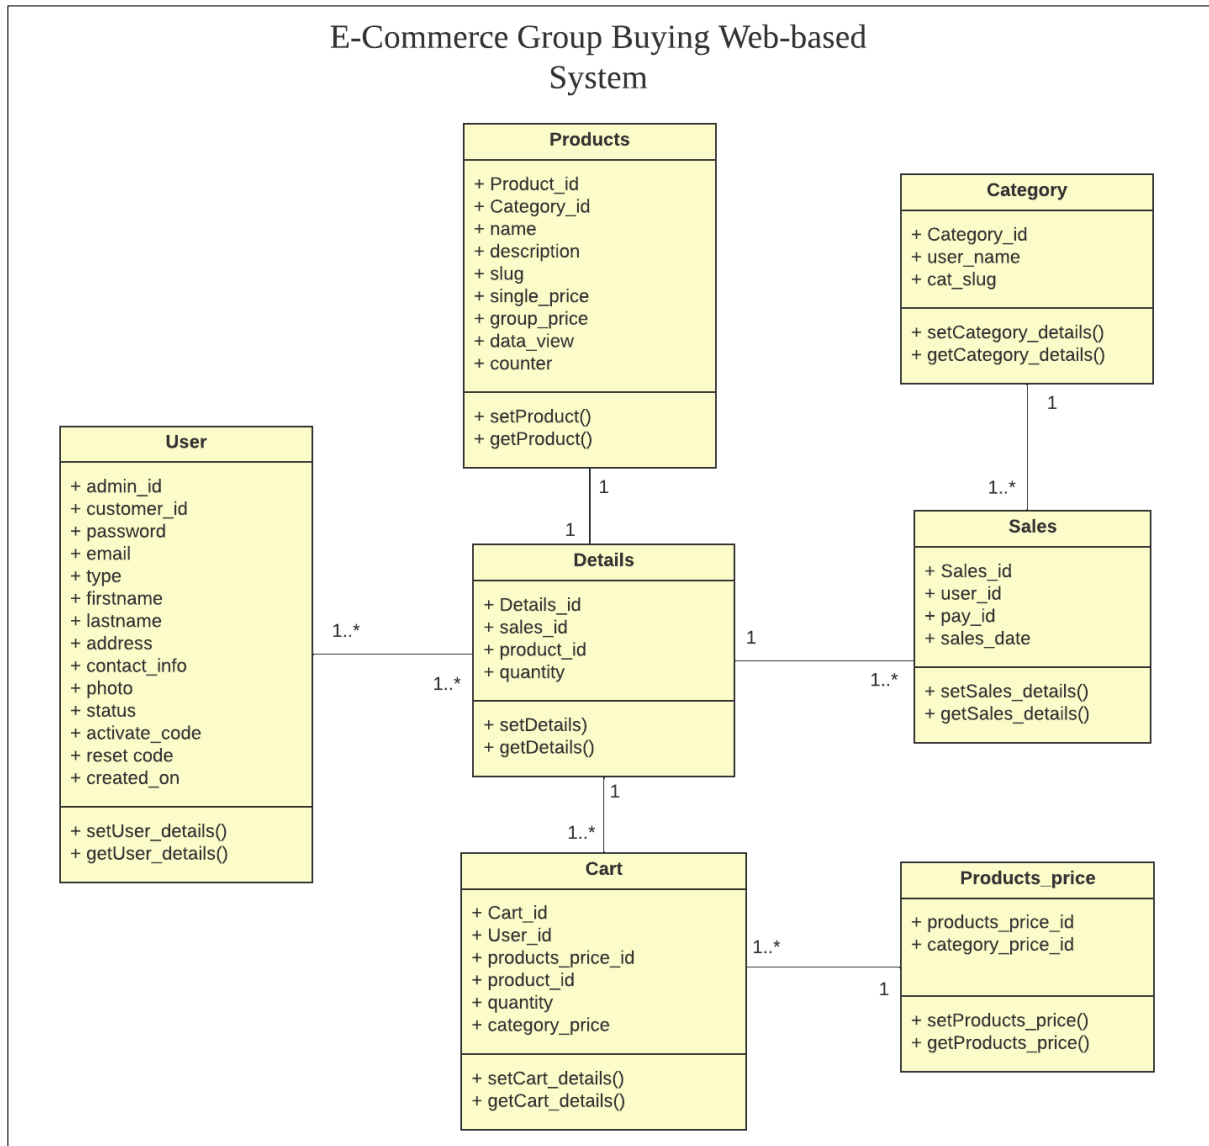 E-Commerce Group Buying Web-based
System
Products
+ Product_id
+ Category_id
+ name
+ description
+ slug
+ single_price
+ group_price
+ data_view
+ counter
+ setProduct()
+ getProduct()
Category
+ Category_id
+ user_name
+ cat_slug
+ setCategory_details()
+ getCategory_details()
1
1..*
User
+ admin_id
+ customer_id
+ password
+ email
+ type
+ firstname
+ lastname
+ address
+ contact_info
+ photo
+ status
+ activate_code
+ reset code
+ created_on
+ setUser_details()
+ getUser_details()
1
1
1..*
1..*
Details
+ Details_id
+ sales_id
+ product_id
+ quantity
+ setDetails)
+ getDetails()
1
1..*
Sales
+ Sales_id
+ user_id
+ pay_id
+ sales_date
+ setSales_details()
+ getSales_details()
1
1..*
Cart
+ Cart_id
+ User_id
+ products_price_id
+ product_id
+ quantity
+ category_price
+ setCart_details()
+ getCart_details()
1..*
1
Products_price
+ products_price_id
+ category_price_id
+ setProducts_price()
+ getProducts_price()